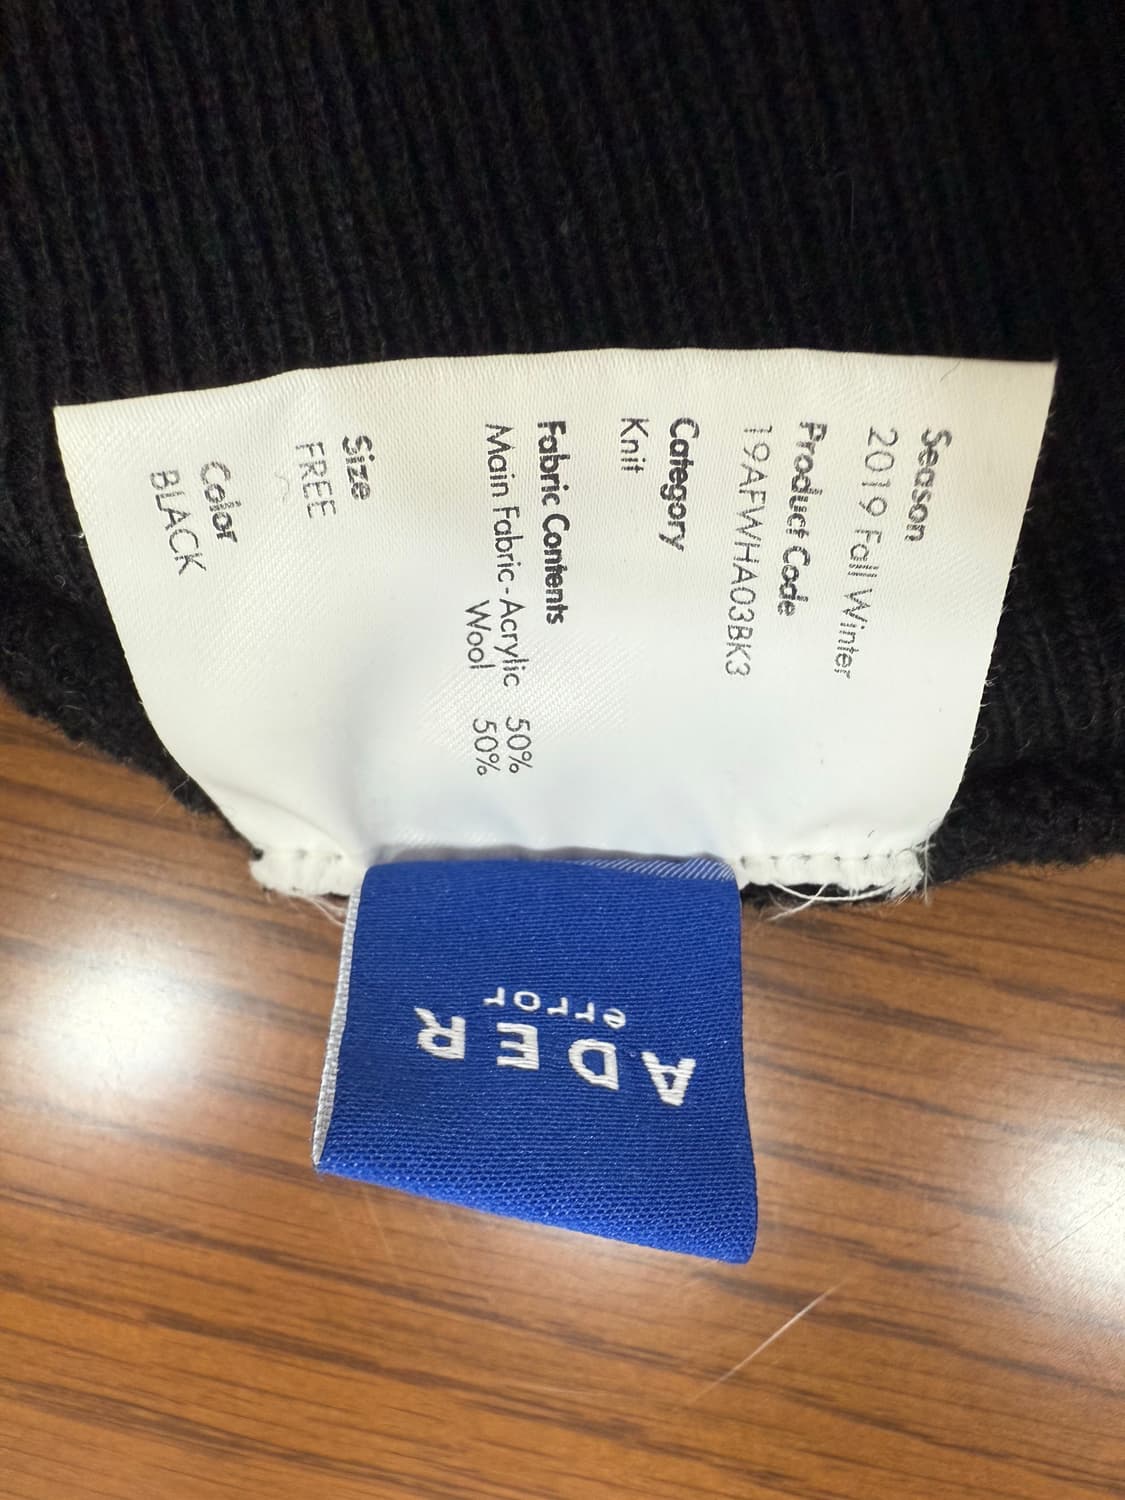 Season
2019 Fall Winter
Product Code
19AFWHA03BK3
Category
Knit
Fabric Contents
Main Fabric - Acrylic 50%
Wool 50%
Size
FREE
Color
BLACK
ADER
error